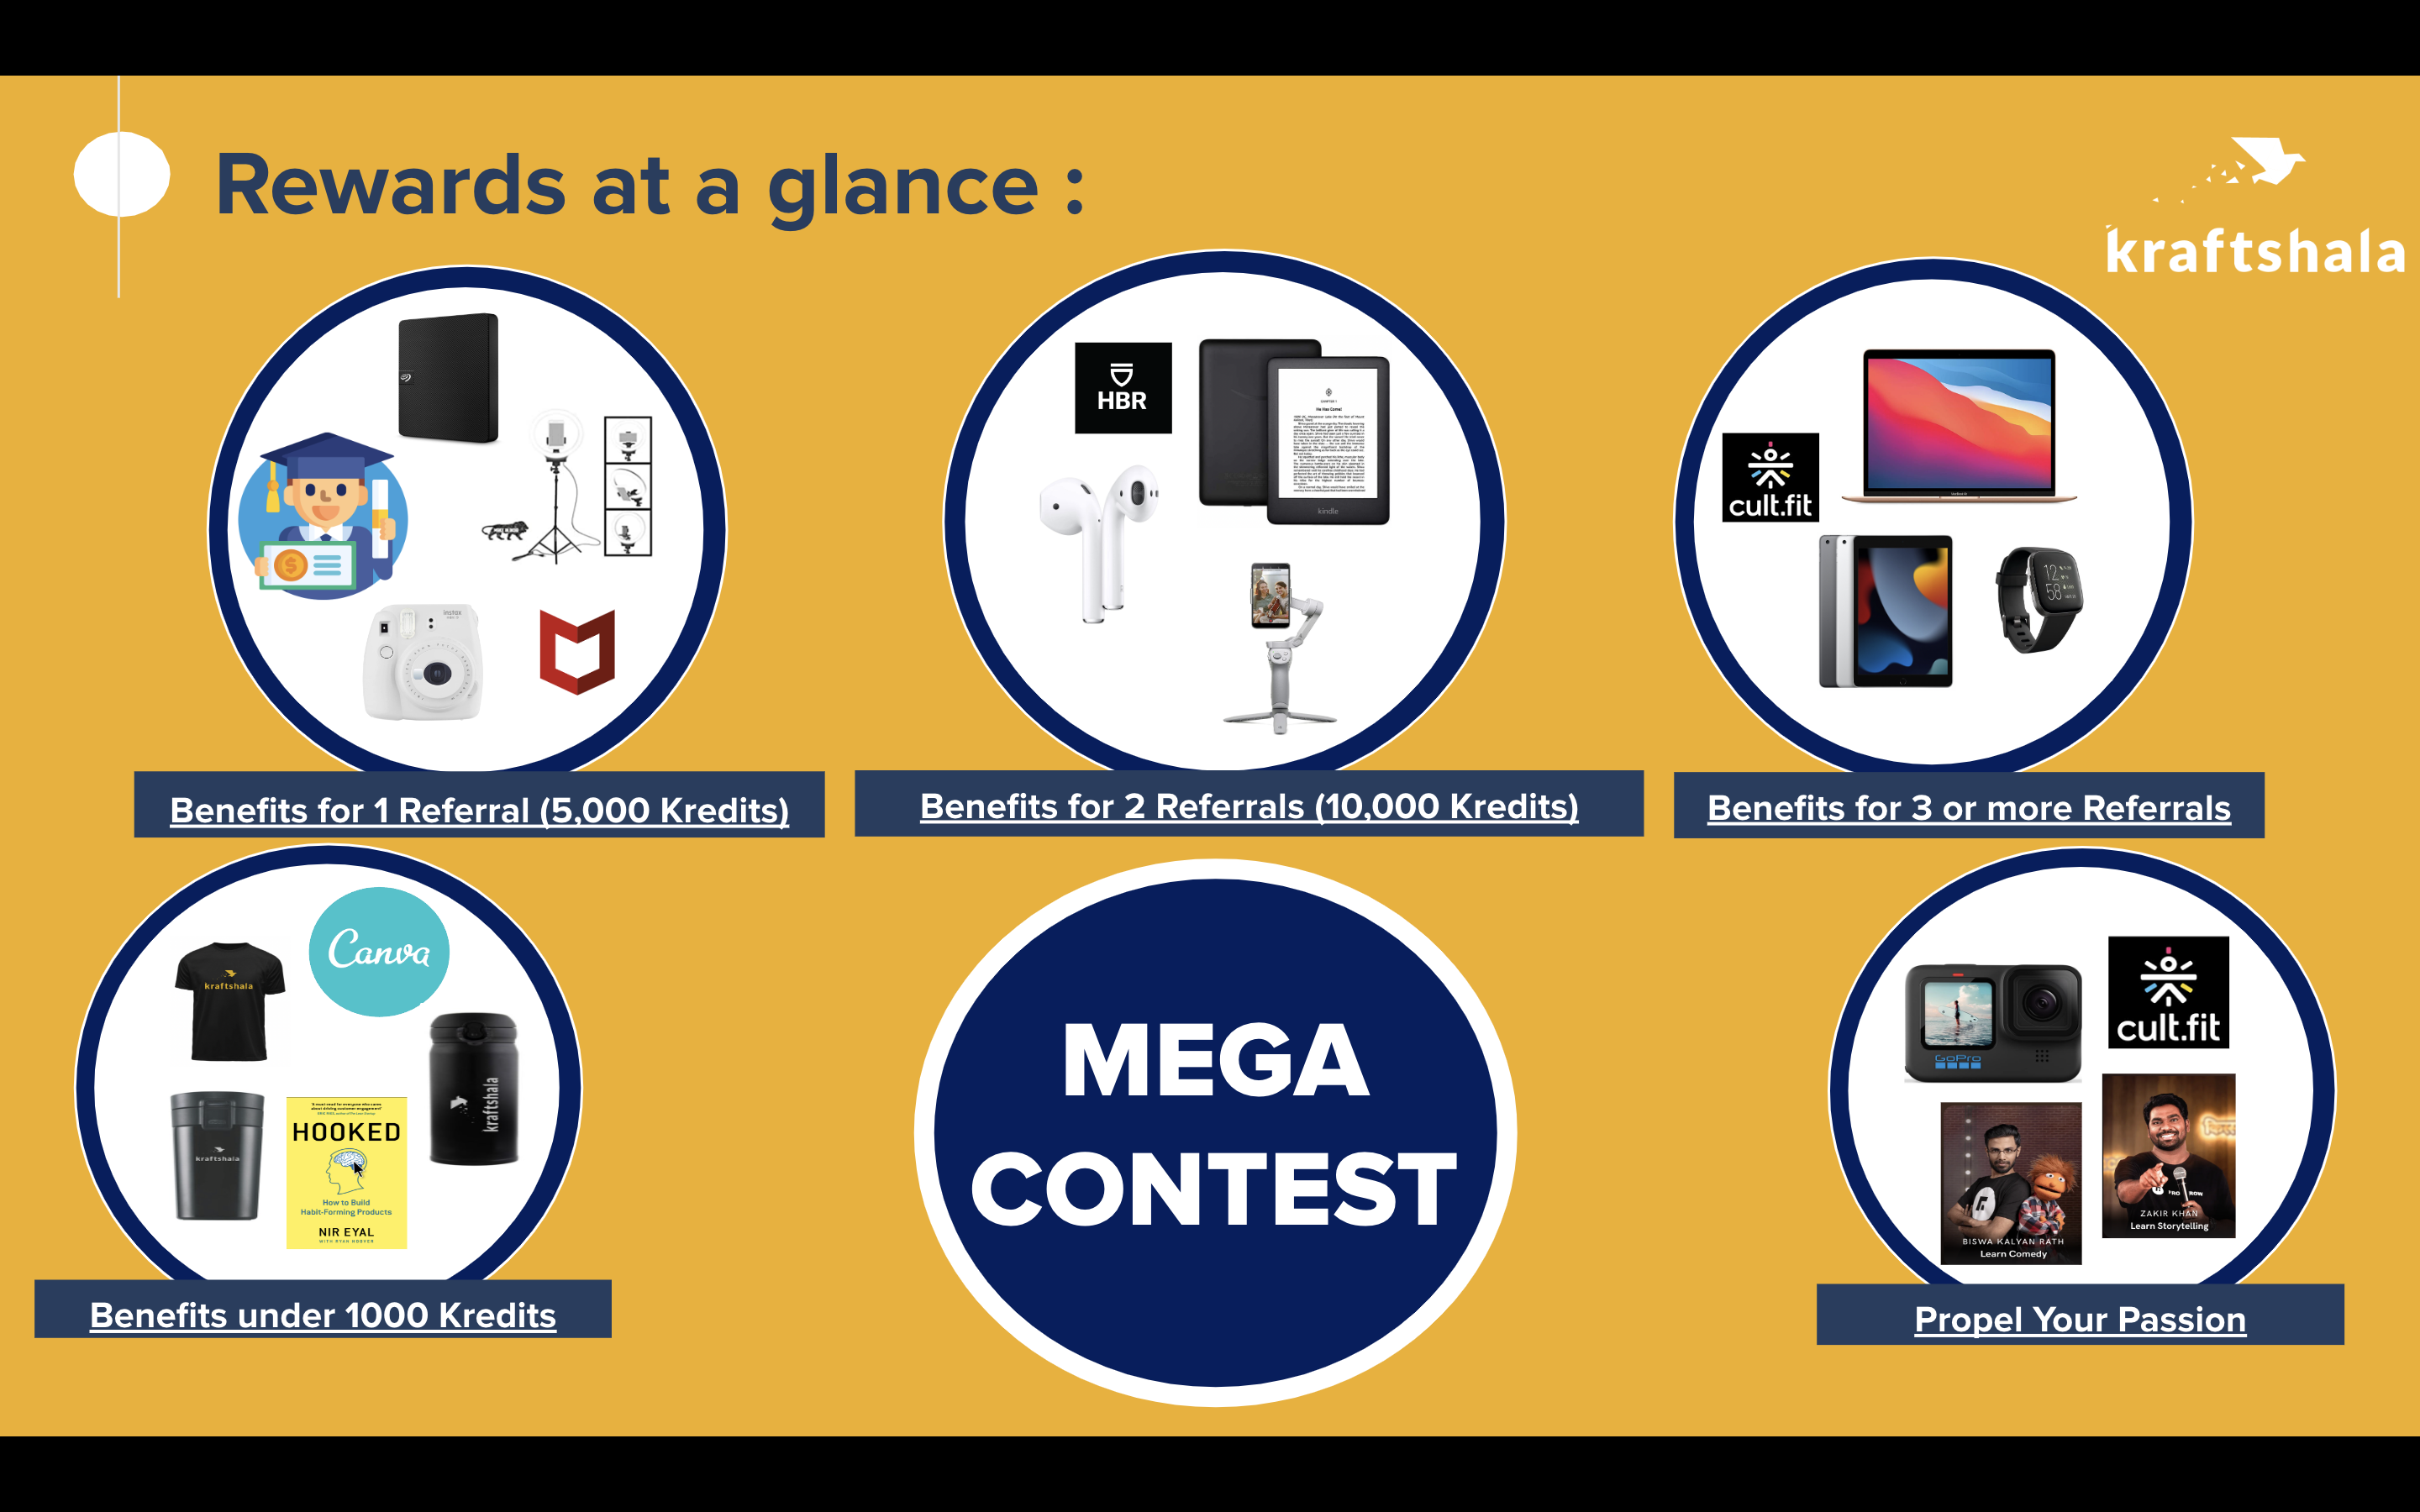 Rewards at a glance :
kraftshala
HBR
kindle
cult.fit
instax
Benefits for 1 Referral (5,000 Kredits)
Benefits for 2 Referrals (10,000 Kredits)
Benefits for 3 or more Referrals
MEGA
CONTEST
kraftshala
Canva
kraftshala
kraftshala
HOOKED
How to Build
Habit-Forming Products
NIR EYAL
GoPro
cult.fit
BISWA KALYAN RATH
Learn Comedy
ZAKIR KHAN
Learn Storytelling
Benefits under 1000 Kredits
Propel Your Passion